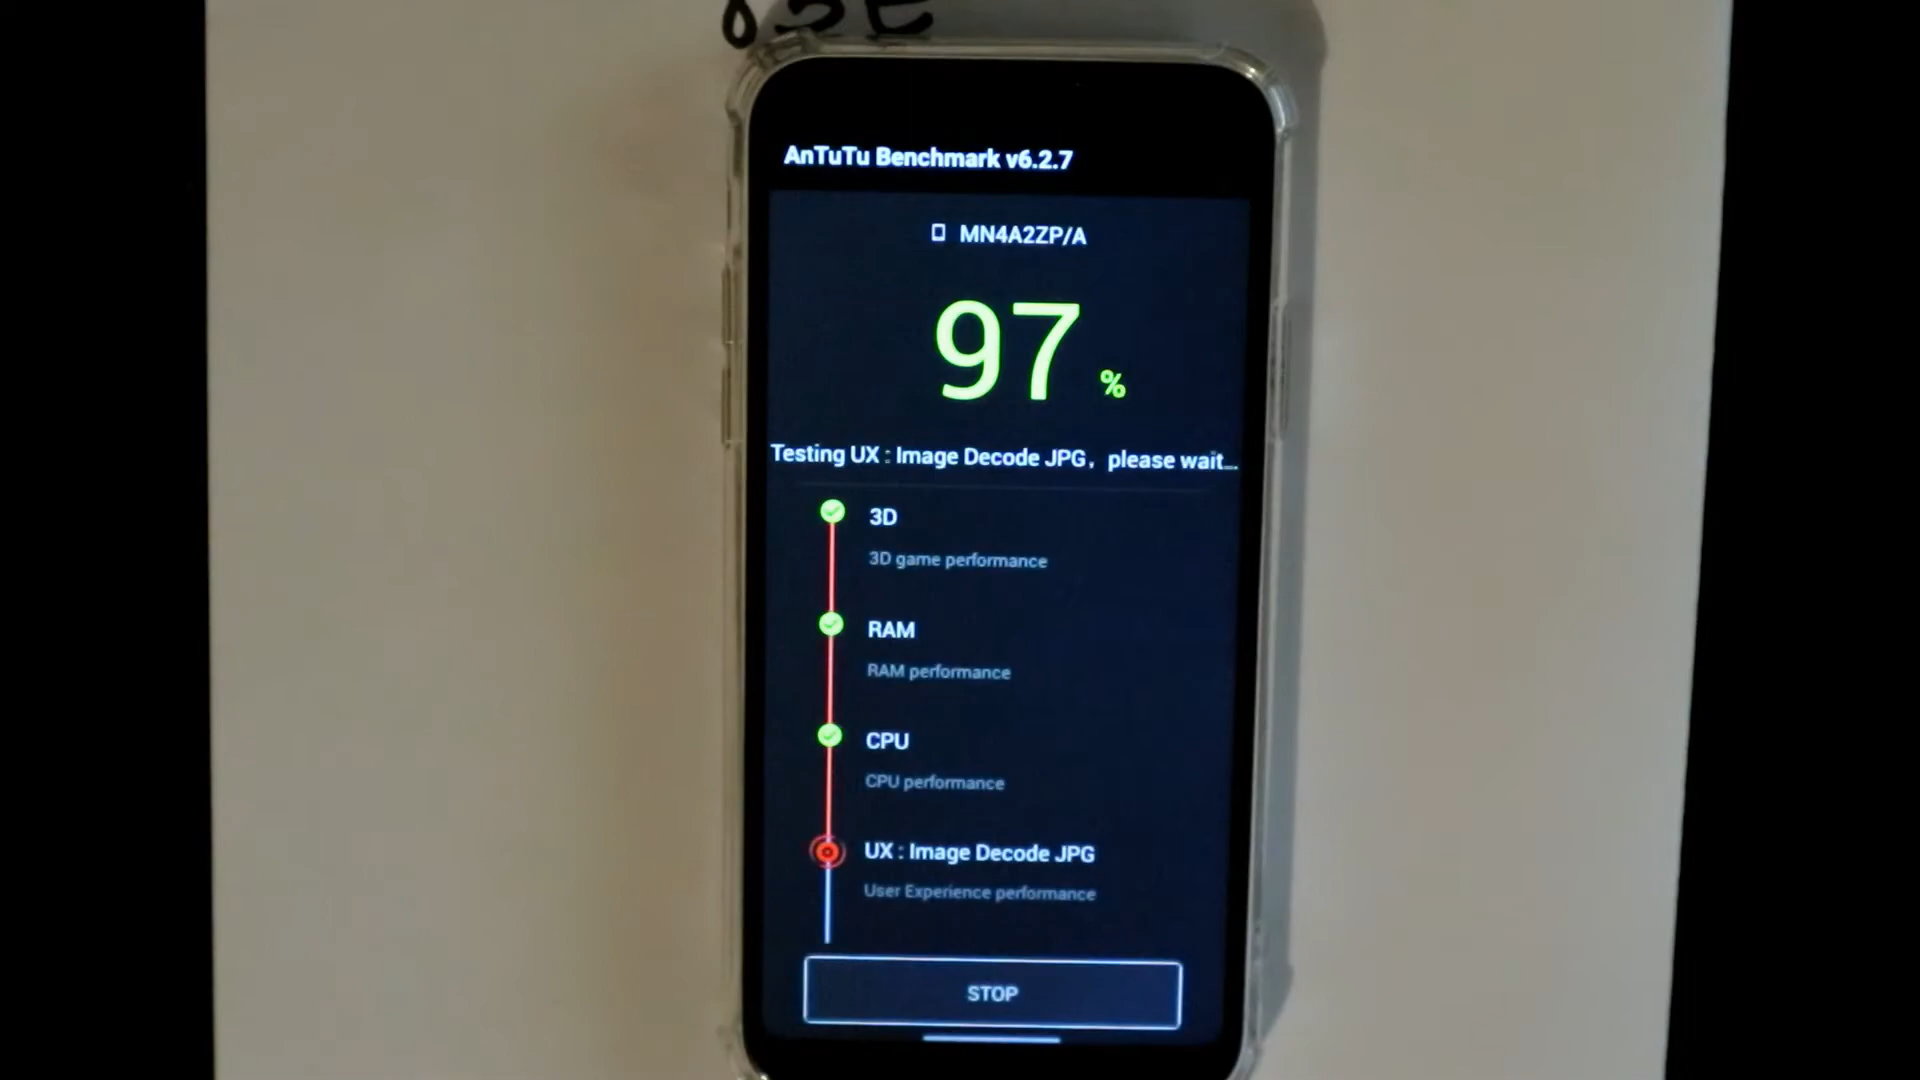 AnTuTu Benchmark v6.2.7
MN4A2ZP/A
97 %
Testing UX : Image Decode JPG, please wait...
3D
3D game performance
RAM
RAM performance
CPU
CPU performance
UX : Image Decode JPG
User Experience performance
STOP